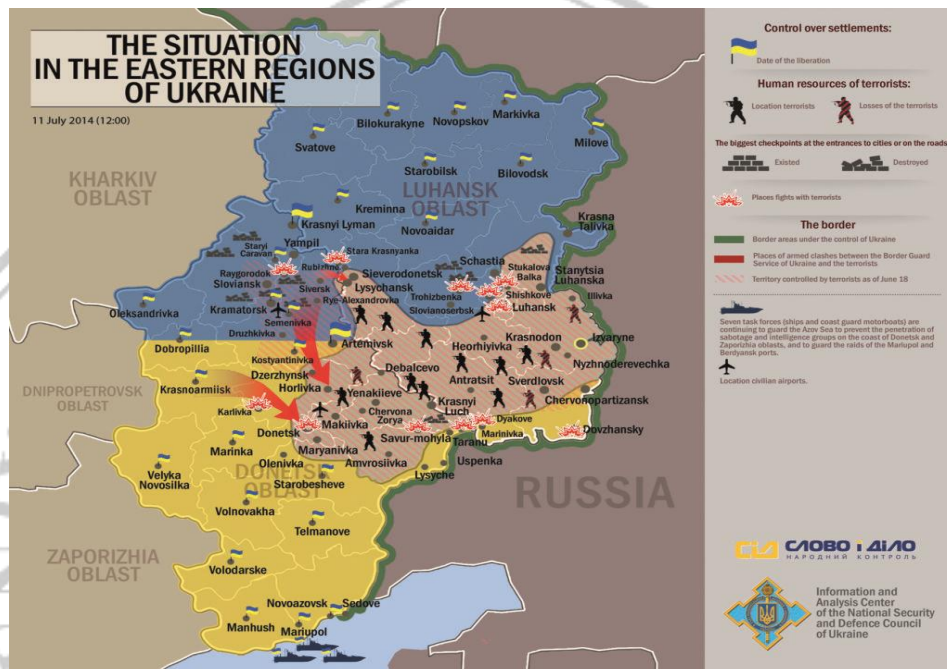 THE SITUATION
IN THE EASTERN REGIONS
OF UKRAINE
11 July 2014 (12:00)
KHARKIV
OBLAST
LUHANSK
OBLAST
DNIPROPETROVSK
OBLAST
DONETSK
OBLAST
ZAPORIZHIA
OBLAST
RUSSIA
Svatove
Bilokurakyne
Novopskov
Markivka
Milove
Starobilsk
Bilovodsk
Kreminna
Krasnyi Lyman
Novoaidar
Krasna
Talivka
Staryi
Caravan
Yampil
Stara Krasnyanka
Rubizhne
Raygorodok
Sloviansk
Siversk
Sieverodonetsk
Lysychansk
Schastia
Stukalova
Balka
Stanytsia
Luhanska
Rye-Alexandrovka
Trohizbenka
Slovianoserbsk
Shishkove
Luhansk
Illivka
Oleksandrivka
Kramatorsk
Semenivka
Druzhkivka
Artemivsk
Dobropillia
Kostyantinivka
Heorhiyivka
Krasnodon
Izyaryne
Nyzhnoderevechka
Dzerzhynsk
Debalcevo
Krasnoarmiisk
Horlivka
Yenakiieve
Antratsit
Sverdlovsk
Chervonopartizansk
Karlivka
Chervona
Zorya
Krasnyi
Luch
Donetsk
Makiivka
Savur-mohyla
Taranu
Dyakove
Marinivka
Dovzhansky
Marinka
Maryanivka
Olenivka
Amvrosiivka
Uspenka
Lysyche
Velyka
Novosilka
Starobesheve
Volnovakha
Telmanove
Volodarske
Novoazovsk
Sedove
Manhush
Mariupol
Control over settlements:
Date of the liberation
Human resources of terrorists:
Location terrorists
Losses of the terrorists
The biggest checkpoints at the entrances to cities or on the roads
Existed
Destroyed
Places fights with terrorists
The border
Border areas under the control of Ukraine
Places of armed clashes between the Border Guard
Service of Ukraine and the terrorists
Territory controlled by terrorists as of June 18
Seven task forces (ships and coast guard motorboats) are
continuing to guard the Azov Sea to prevent the penetration of
sabotage and intelligence groups on the coast of Donetsk and
Zaporizhia oblasts, and to guard the raids of the Mariupol and
Berdyansk ports.
Location civilian airports.
СІД
СЛОВО і ДІЛО
НАРОДНИЙ КОНТРОЛЬ
Information and
Analysis Center
of the National Security
and Defence Council
of Ukraine